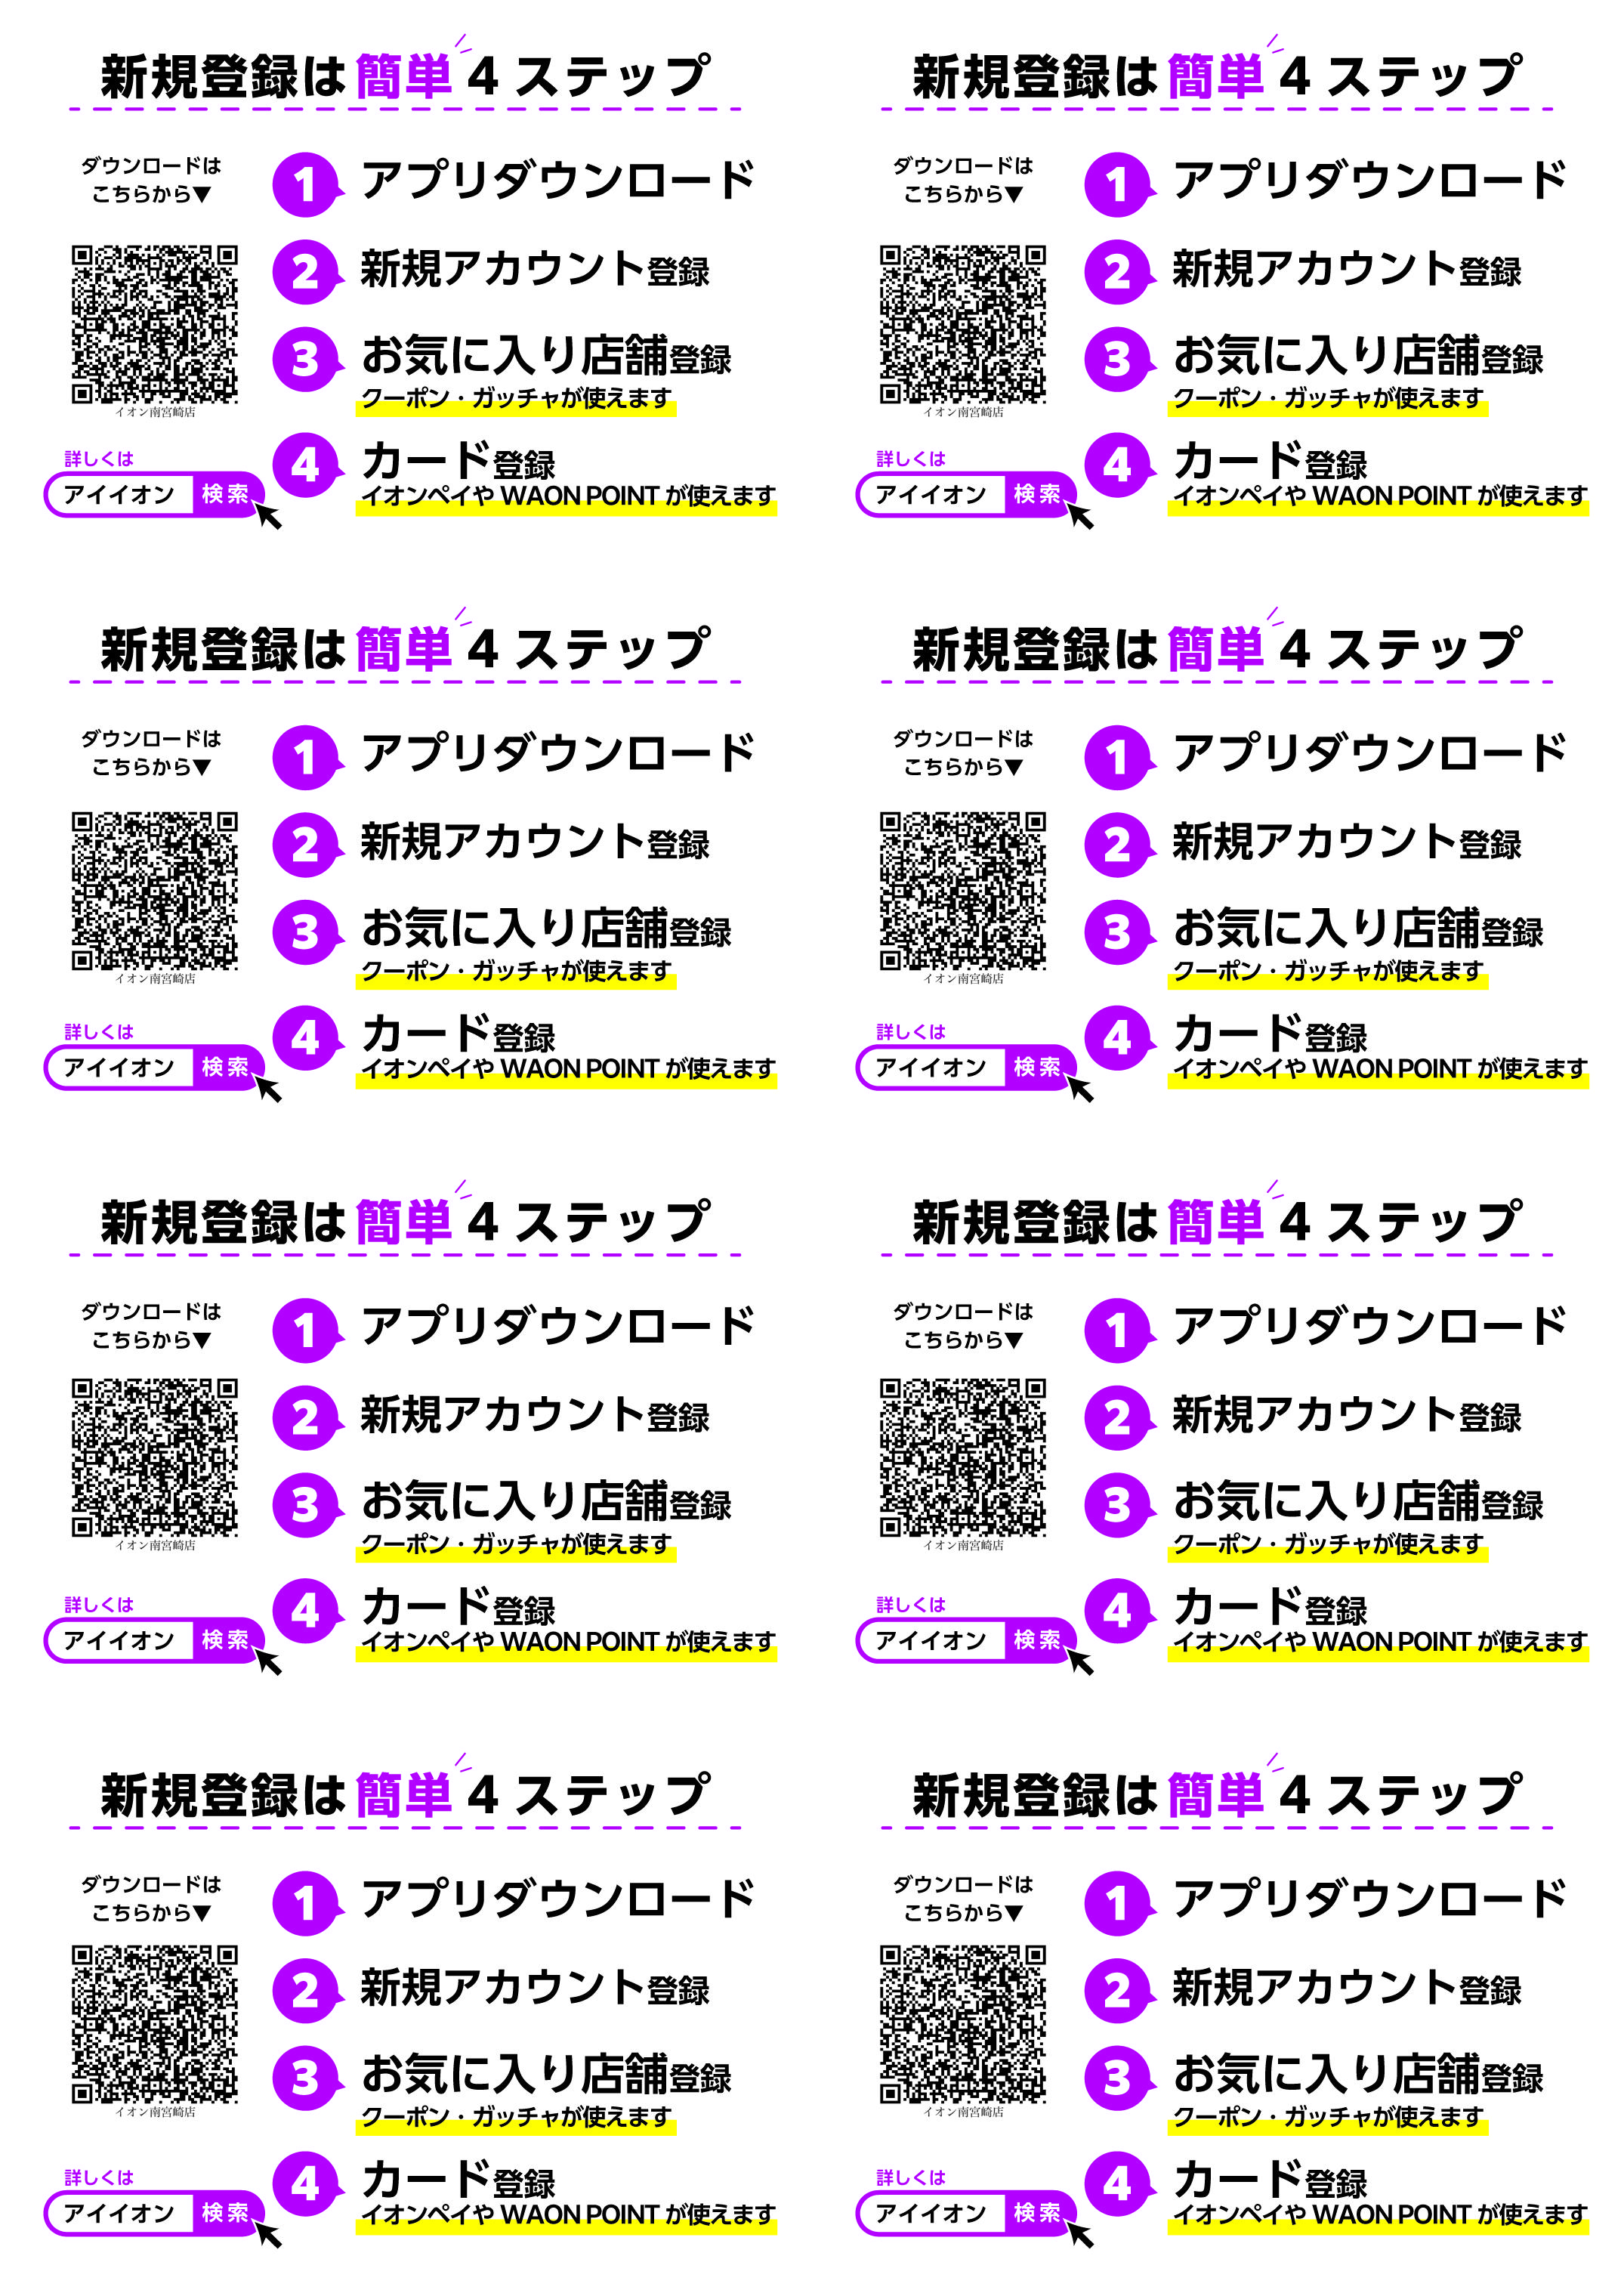 新規登録は簡単4ステップ
ダウンロードは
こちらから▼
イオン南宮崎店
詳しくは
アイイオン 検索
1 アプリダウンロード
2 新規アカウント登録
3 お気に入り店舗登録
クーポン・ガッチャが使えます
4 カード登録
イオンペイや WAON POINT が使えます
新規登録は簡単4ステップ
ダウンロードは
こちらから▼
イオン南宮崎店
詳しくは
アイイオン 検索
1 アプリダウンロード
2 新規アカウント登録
3 お気に入り店舗登録
クーポン・ガッチャが使えます
4 カード登録
イオンペイや WAON POINT が使えます
新規登録は簡単4ステップ
ダウンロードは
こちらから▼
イオン南宮崎店
詳しくは
アイイオン 検索
1 アプリダウンロード
2 新規アカウント登録
3 お気に入り店舗登録
クーポン・ガッチャが使えます
4 カード登録
イオンペイや WAON POINT が使えます
新規登録は簡単4ステップ
ダウンロードは
こちらから▼
イオン南宮崎店
詳しくは
アイイオン 検索
1 アプリダウンロード
2 新規アカウント登録
3 お気に入り店舗登録
クーポン・ガッチャが使えます
4 カード登録
イオンペイや WAON POINT が使えます
新規登録は簡単4ステップ
ダウンロードは
こちらから▼
イオン南宮崎店
詳しくは
アイイオン 検索
1 アプリダウンロード
2 新規アカウント登録
3 お気に入り店舗登録
クーポン・ガッチャが使えます
4 カード登録
イオンペイや WAON POINT が使えます
新規登録は簡単4ステップ
ダウンロードは
こちらから▼
イオン南宮崎店
詳しくは
アイイオン 検索
1 アプリダウンロード
2 新規アカウント登録
3 お気に入り店舗登録
クーポン・ガッチャが使えます
4 カード登録
イオンペイや WAON POINT が使えます
新規登録は簡単4ステップ
ダウンロードは
こちらから▼
イオン南宮崎店
詳しくは
アイイオン 検索
1 アプリダウンロード
2 新規アカウント登録
3 お気に入り店舗登録
クーポン・ガッチャが使えます
4 カード登録
イオンペイや WAON POINT が使えます
新規登録は簡単4ステップ
ダウンロードは
こちらから▼
イオン南宮崎店
詳しくは
アイイオン 検索
1 アプリダウンロード
2 新規アカウント登録
3 お気に入り店舗登録
クーポン・ガッチャが使えます
4 カード登録
イオンペイや WAON POINT が使えます